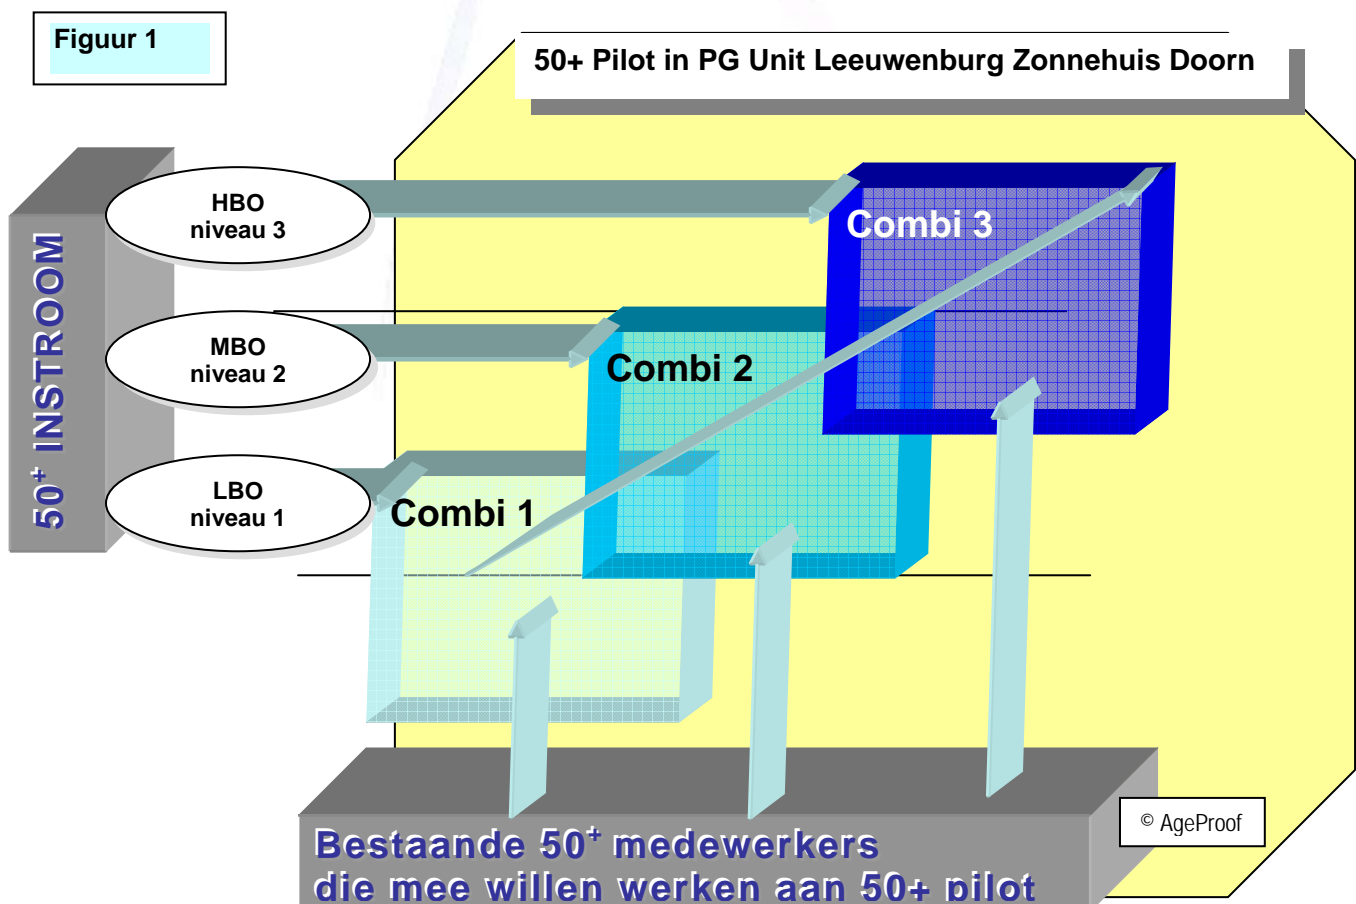 Figuur 1
50+ Pilot in PG Unit Leeuwenburg Zonnehuis Doorn
50⁺ INSTROOM
HBO
niveau 3
Combi 3
MBO
niveau 2
Combi 2
LBO
niveau 1
Combi 1
© AgeProof
Bestaande 50⁺ medewerkers
die mee willen werken aan 50+ pilot